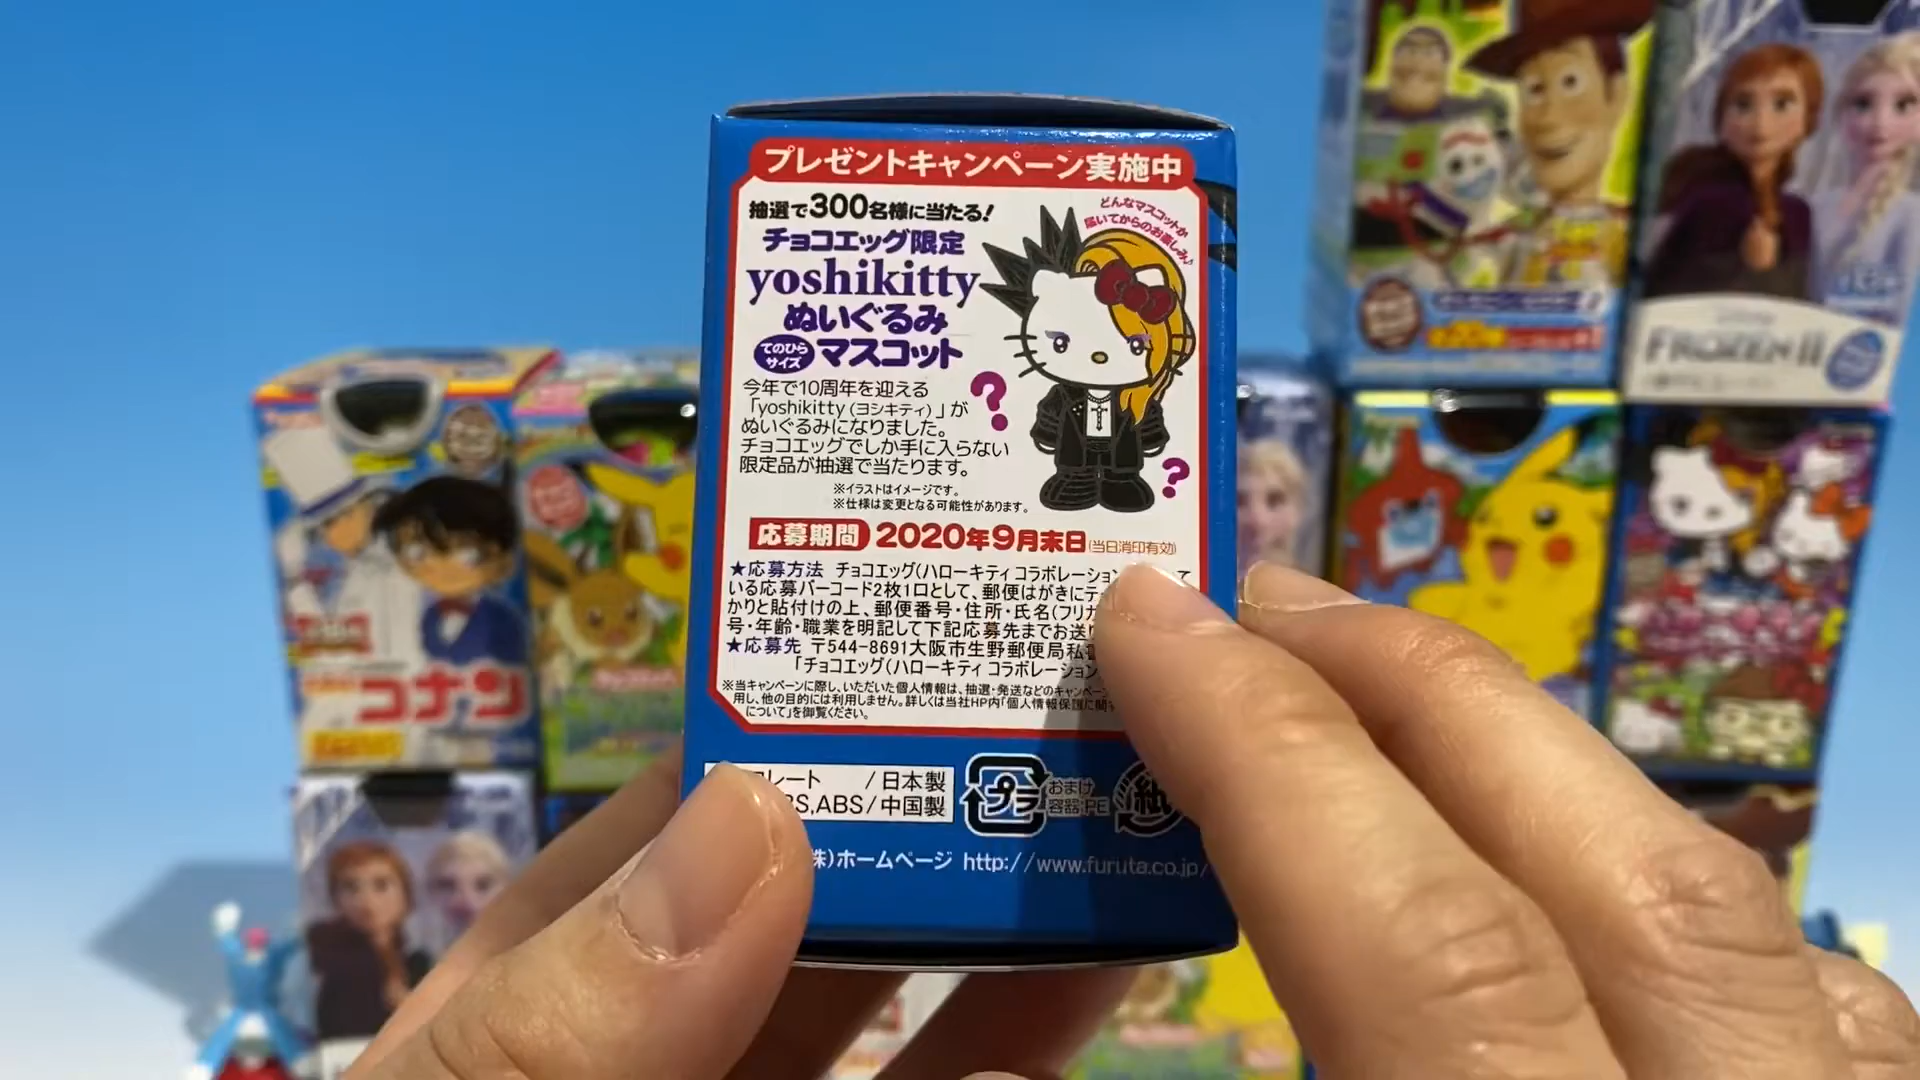 プレゼントキャンペーン実施中
抽選で300名様に当たる!
どんなマスコットか
届いてからのお楽しみ♪
チョコエッグ限定
yoshikitty
ぬいぐるみ
てのひら
サイズ
マスコット
今年で10周年を迎える
「yoshikitty(ヨシキティ)」が
ぬいぐるみになりました。
チョコエッグでしか手に入らない
限定品が抽選で当たります。
※イラストはイメージです。
※仕様は変更となる可能性があります。
応募期間 2020年9月末日(当日消印有効)
★応募方法 チョコエッグ(ハローキティ コラボレーション
いる応募バーコード2枚1口として、郵便はがきにテ
かりと貼付けの上、郵便番号・住所・氏名(フリガ
号・年齢・職業を明記して下記応募先までお送り
★応募先 〒544-8691大阪市生野郵便局私
「チョコエッグ(ハローキティ コラボレーション
※当キャンペーンに際し、いただいた個人情報は、抽選・発送などのキャンペー
用し、他の目的には利用しません。詳しくは当社HP内「個人情報保護に関
について」を御覧ください。
レート /日本製
S,ABS/中国製
プラ
おまけ
容器:PE
紙
株)ホームページ http://www.furuta.co.jp/
コナン
FROZEN II